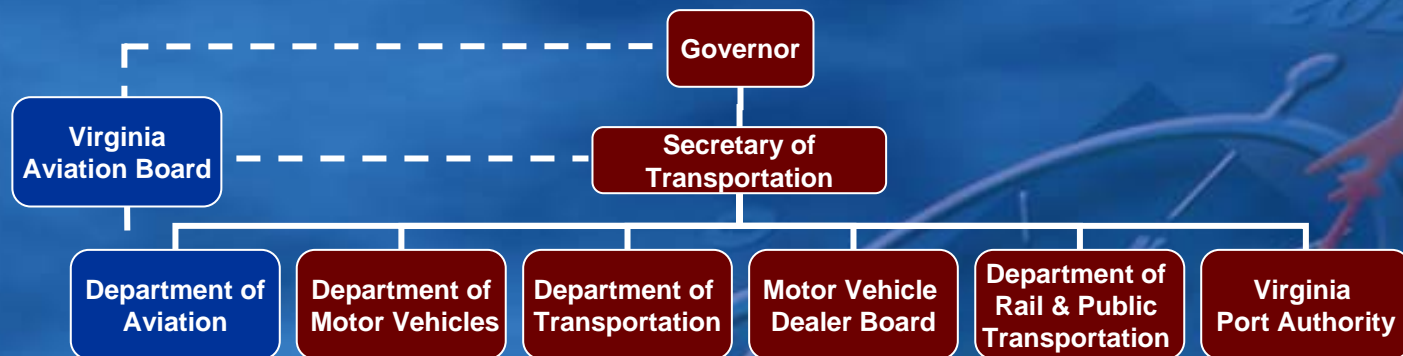 Governor
Virginia
Aviation Board
Secretary of
Transportation
Department of
Aviation
Department of
Motor Vehicles
Department of
Transportation
Motor Vehicle
Dealer Board
Department of
Rail & Public
Transportation
Virginia
Port Authority